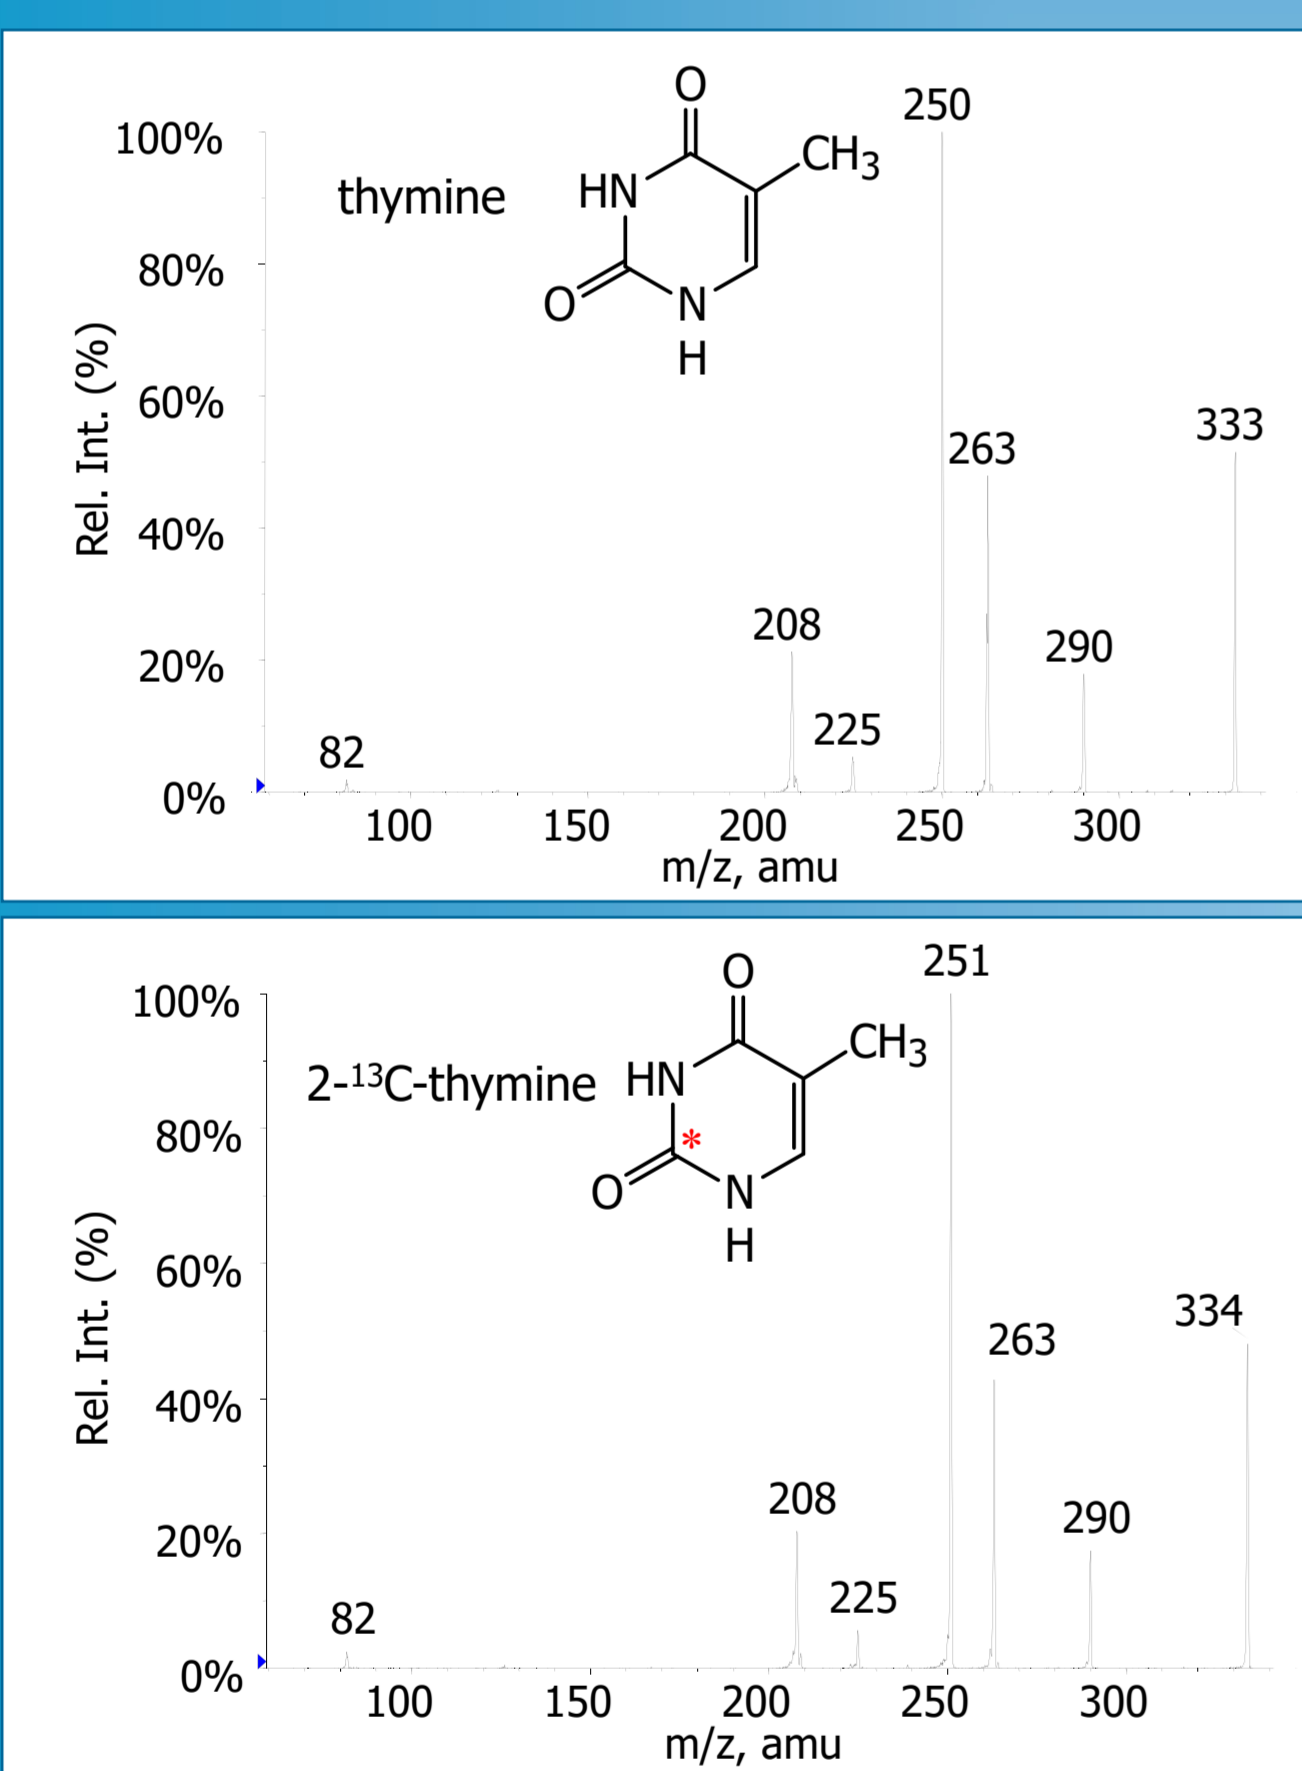 250
O
100%
CH3
thymine
HN
80%
O
N
H
60%
333
263
Rel. Int. (%)
40%
208
290
20%
225
82
0%
100 150 200 250 300
m/z, amu
251
O
100%
CH3
2-¹³C-thymine
HN
80%
*
O
N
H
60%
334
263
Rel. Int. (%)
40%
208
290
20%
225
82
0%
100 150 200 250 300
m/z, amu